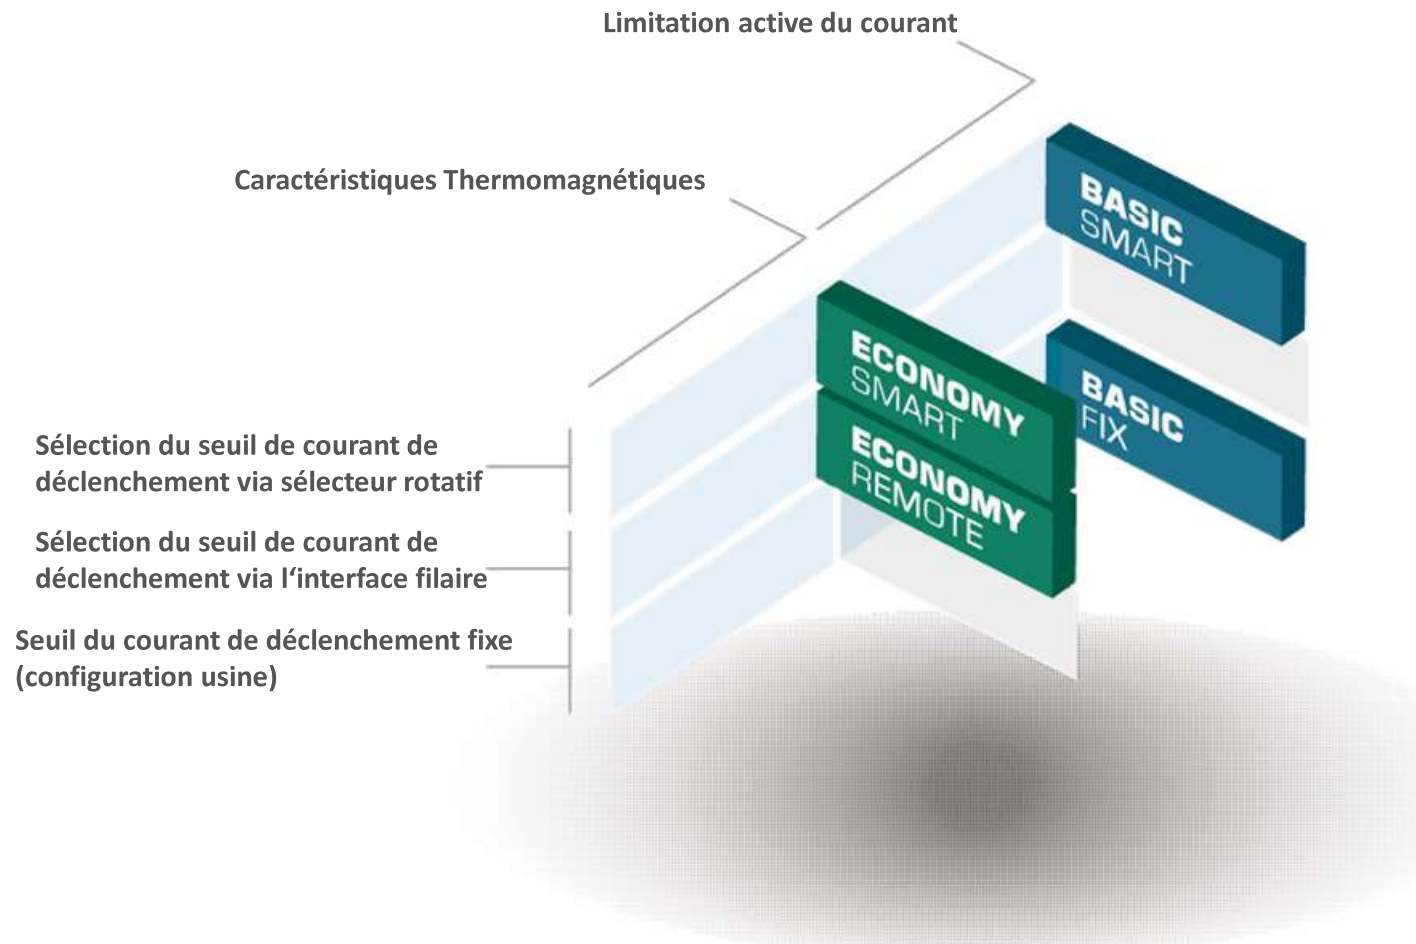 Limitation active du courant
Caractéristiques Thermomagnétiques
BASIC
SMART
ECONOMY
SMART
BASIC
FIX
ECONOMY
REMOTE
Sélection du seuil de courant de
déclenchement via sélecteur rotatif
Sélection du seuil de courant de
déclenchement via l‘interface filaire
Seuil du courant de déclenchement fixe
(configuration usine)